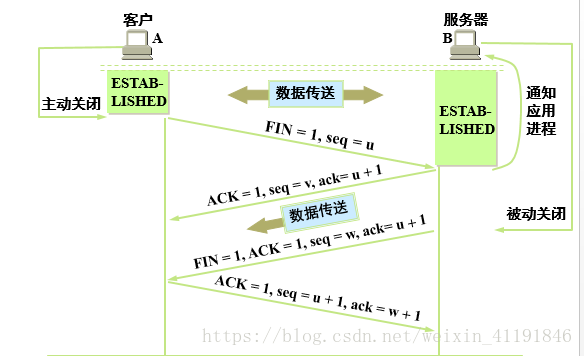 客户
A
服务器
B
主动关闭
ESTAB-
LISHED
数据传送
ESTAB-
LISHED
通知
应用
进程
FIN = 1, seq = u
ACK = 1, seq = v, ack= u + 1
数据传送
被动关闭
FIN = 1, ACK = 1, seq = w, ack= u + 1
ACK = 1, seq = u + 1, ack = w + 1
https://blog.csdn.net/weixin_41191846